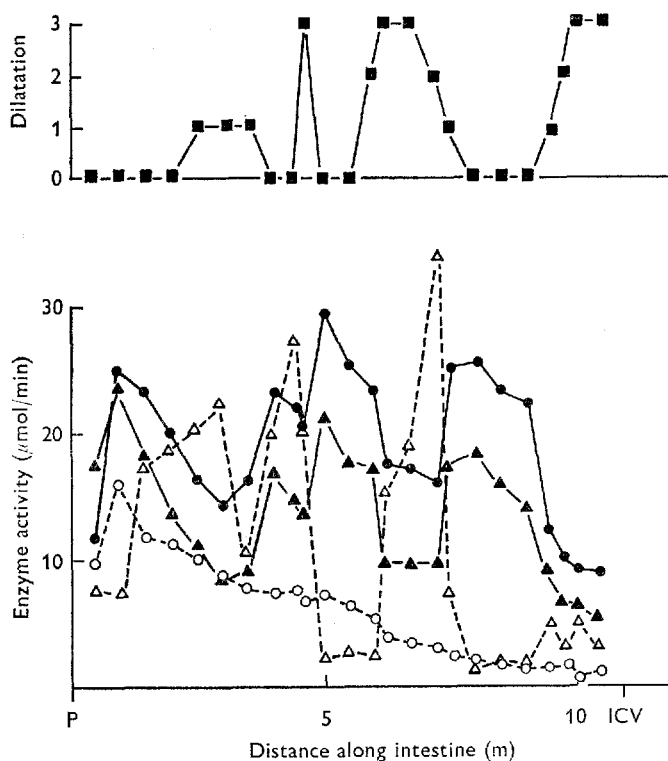 3
2
1
0
Dilatation
30
20
10
Enzyme activity (μmol/min)
P 5 10 ICV
Distance along intestine (m)